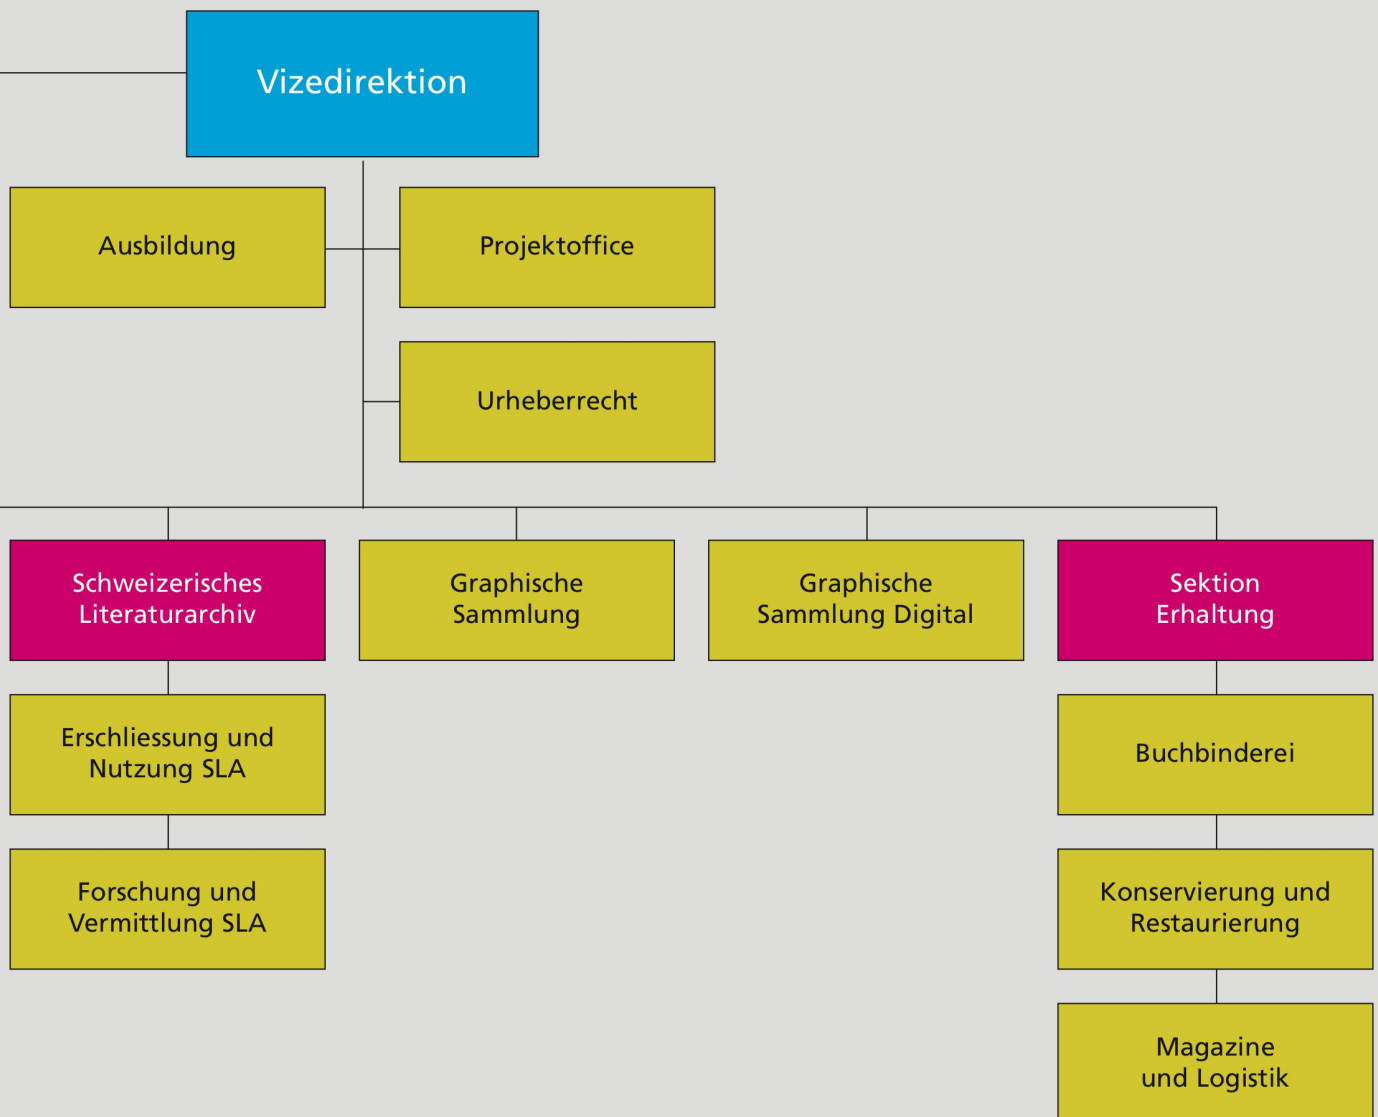 Vizedirektion
Ausbildung
Projektoffice
Urheberrecht
Schweizerisches
Literaturarchiv
Graphische
Sammlung
Graphische
Sammlung Digital
Sektion
Erhaltung
Erschliessung und
Nutzung SLA
Buchbinderei
Forschung und
Vermittlung SLA
Konservierung und
Restaurierung
Magazine
und Logistik